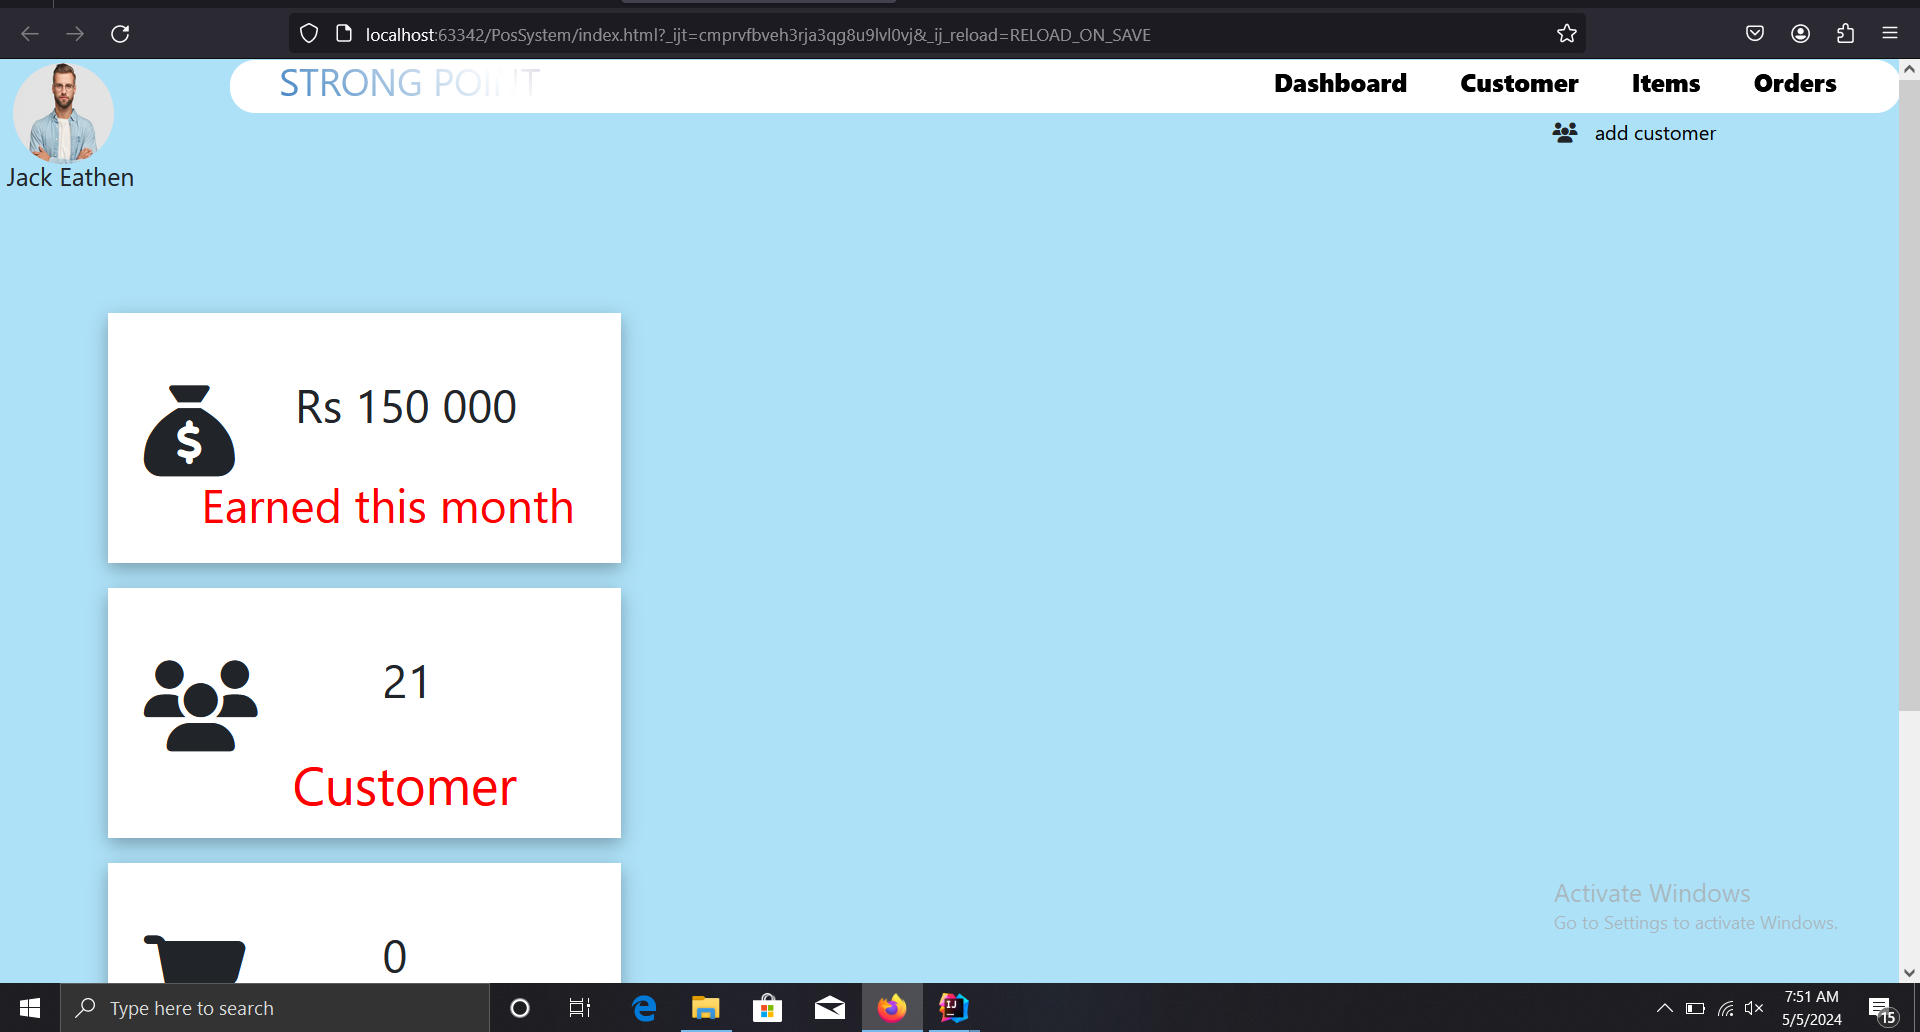 localhost:63342/PosSystem/index.html?_ijt=cmprvfbveh3rja3qg8u9lvl0vj&_ij_reload=RELOAD_ON_SAVE
STRONG POINT
Dashboard Customer Items Orders
add customer
Jack Eathen
Rs 150 000
$
Earned this month
21
Customer
0
Activate Windows
Go to Settings to activate Windows.
Type here to search
IJ
7:51 AM
5/5/2024
15